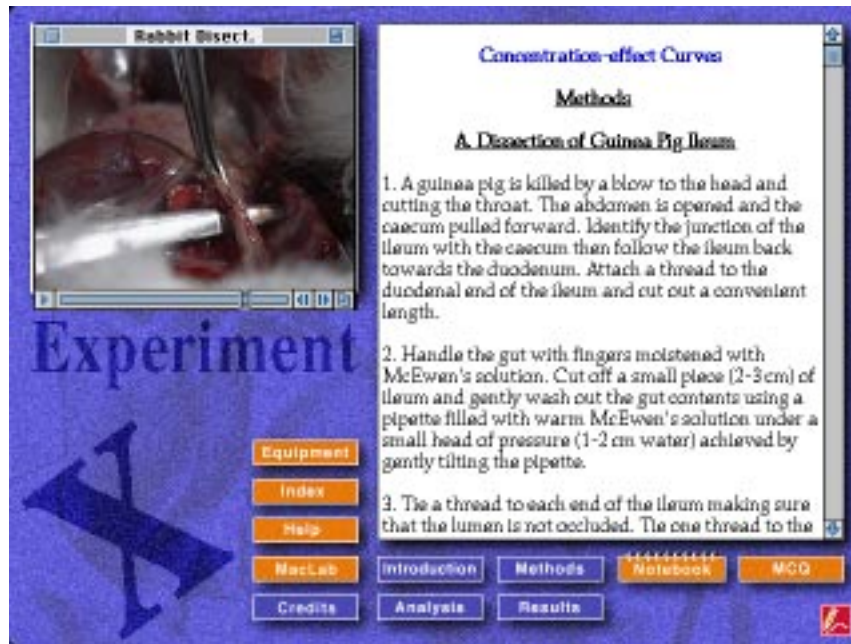 Rabbit Disect.
Concentration-effect Curves
Methods
A. Dissection of Guinea Pig Ileum
1. A guinea pig is killed by a blow to the head and
cutting the throat. The abdomen is opened and the
caecum pulled forward. Identify the junction of the
ileum with the caecum then follow the ileum back
towards the duodenum. Attach a thread to the
duodenal end of the ileum and cut out a convenient
length.
2. Handle the gut with fingers moistened with
McEwen's solution. Cut off a small piece (2-3 cm) of
ileum and gently wash out the gut contents using a
pipette filled with warm McEwen's solution under a
small head of pressure (1-2 cm water) achieved by
gently tilting the pipette.
3. Tie a thread to each end of the ileum making sure
that the lumen is not occluded. Tie one thread to the
Experiment
X
Equipment
Index
Help
MacLab
Introduction
Methods
Notebook
MCQ
Credits
Analysis
Results